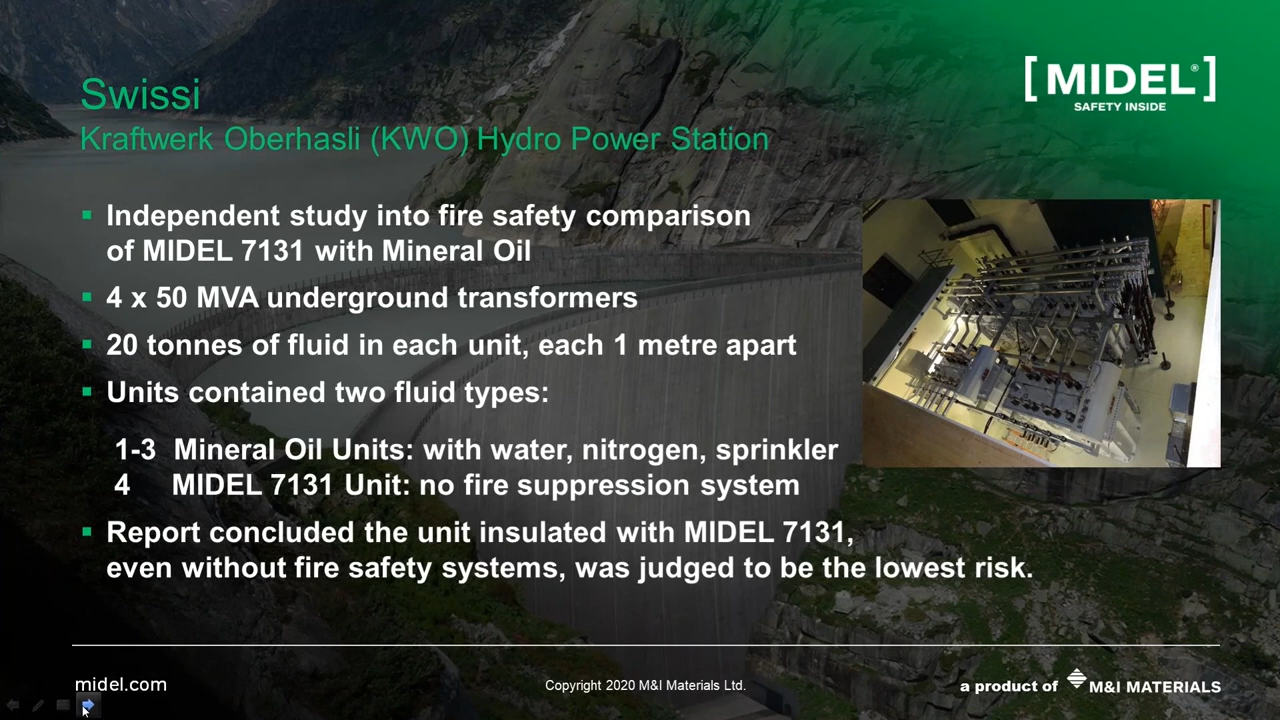 Swissi
Kraftwerk Oberhasli (KWO) Hydro Power Station
[MIDEL®]
SAFETY INSIDE
▪ Independent study into fire safety comparison
of MIDEL 7131 with Mineral Oil
▪ 4 x 50 MVA underground transformers
▪ 20 tonnes of fluid in each unit, each 1 metre apart
▪ Units contained two fluid types:
1-3 Mineral Oil Units: with water, nitrogen, sprinkler
4 MIDEL 7131 Unit: no fire suppression system
▪ Report concluded the unit insulated with MIDEL 7131,
even without fire safety systems, was judged to be the lowest risk.
midel.com
Copyright 2020 M&I Materials Ltd.
a product of M&I MATERIALS